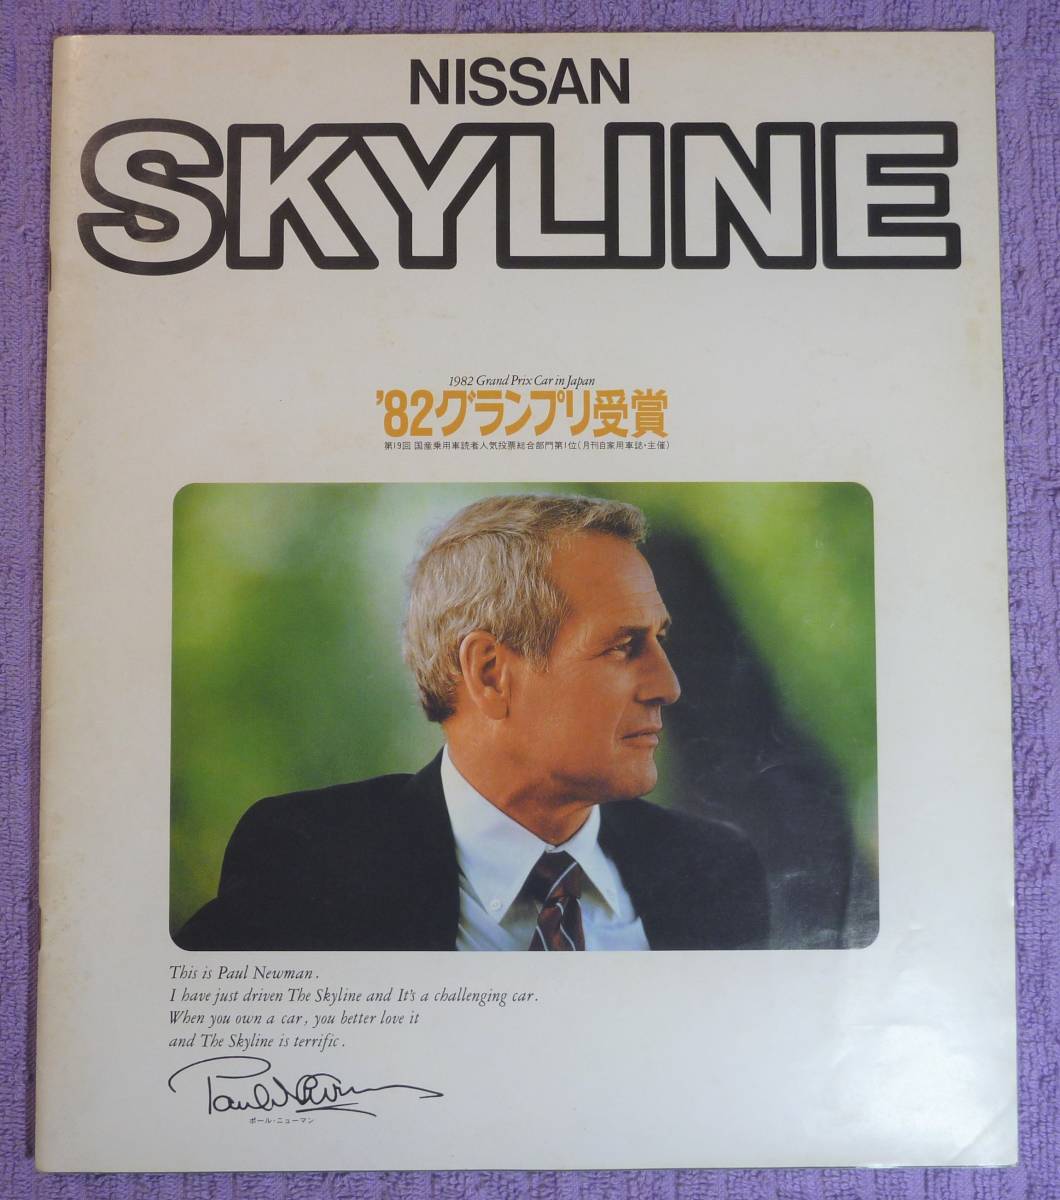 NISSAN
SKYLINE
1982 Grand Prix Car in Japan
'82グランプリ受賞
第19回 国産乗用車読者人気投票総合部門第1位(月刊自家用車誌・主催)
This is Paul Newman.
I have just driven The Skyline and It's a challenging car.
When you own a car, you better love it
and The Skyline is terrific.
Paul Newman
ポール・ニューマン